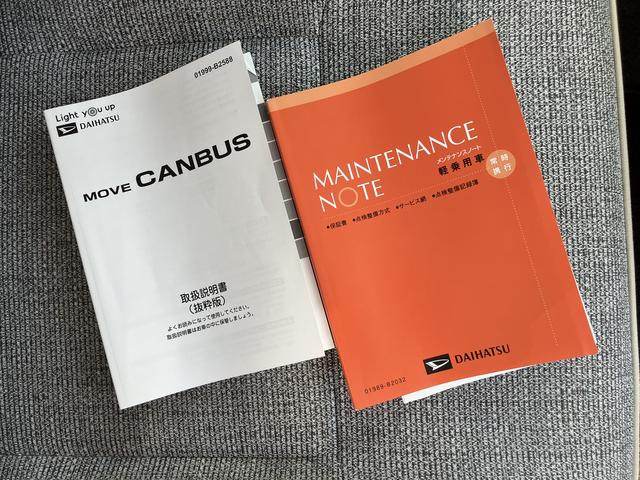 01999-B2588
Light you up
DAIHATSU
MOVE CANBUS
取扱説明書
(抜粋版)
よくお読みになって使用してください。
取扱説明書はお車の中に保管しましょう。
MAINTENANCE
NOTE
メンテナンスノート
軽乗用車
常時
携行
●保証書 ●点検整備方式 ●サービス網 ●点検整備記録簿
DAIHATSU
01989-B2032